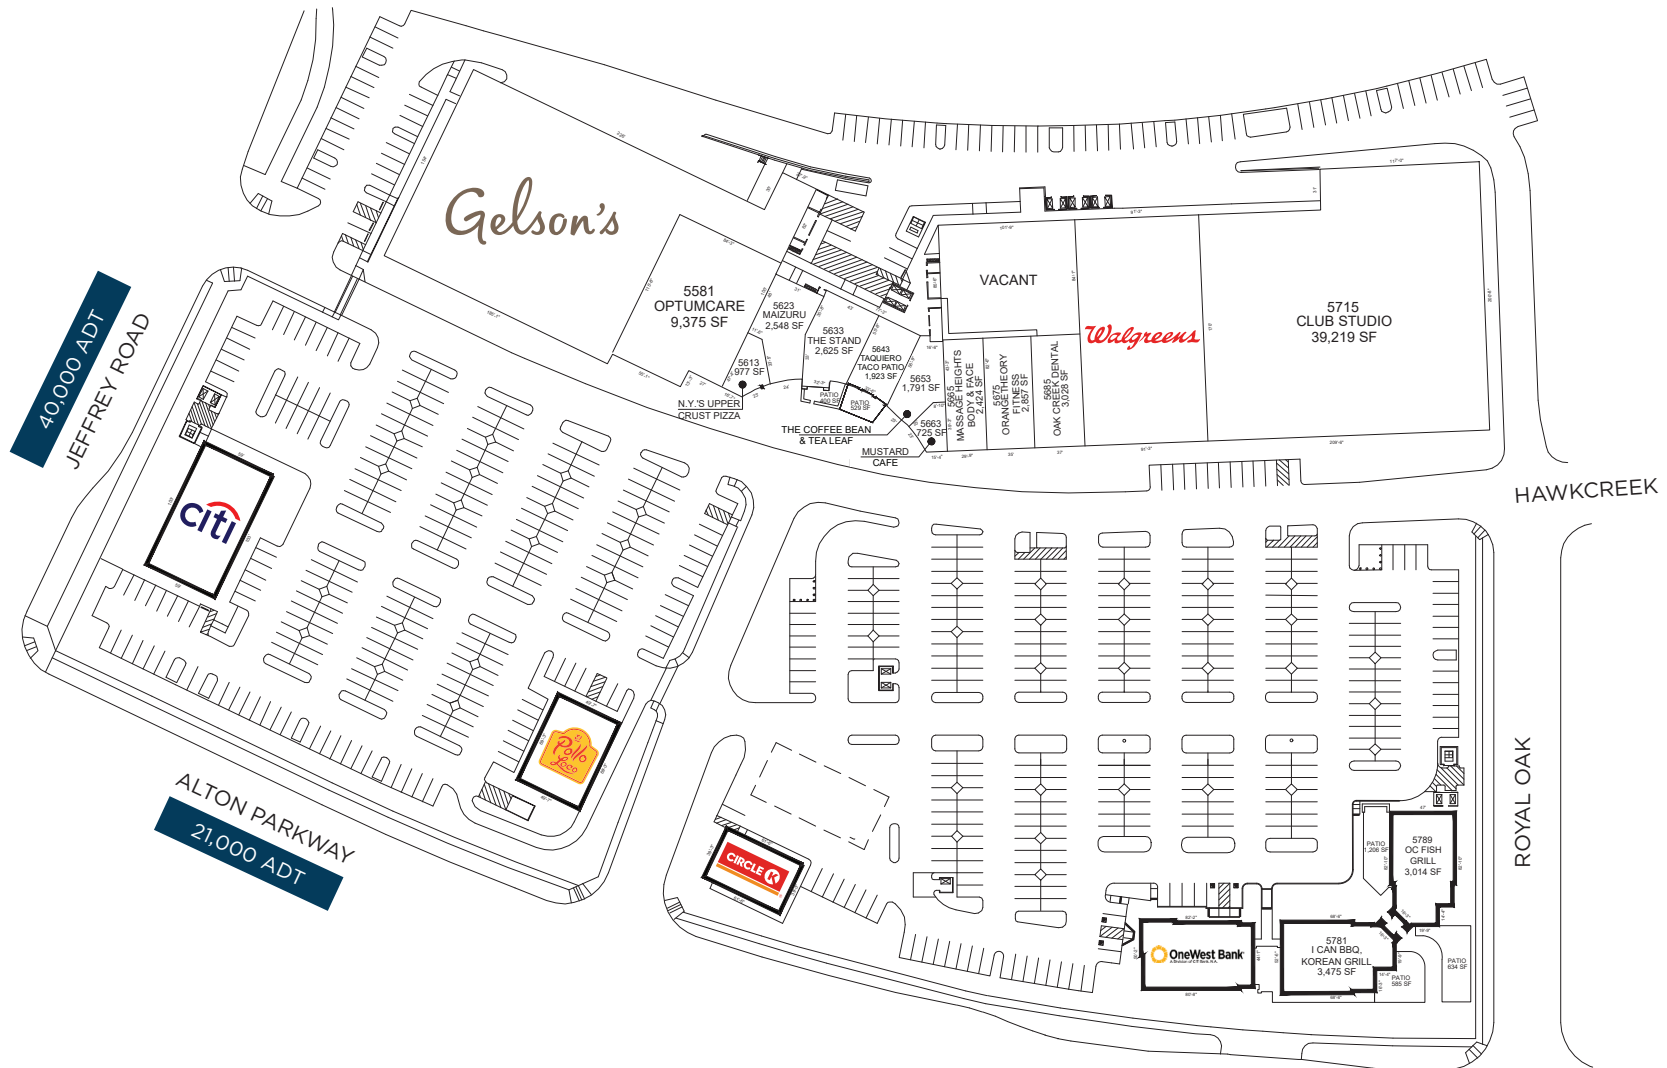 Gelson's
5581
OPTUMCARE
9,375 SF
5623
MAIZURU
2,548 SF
5633
THE STAND
2,625 SF
5643
TAQUIERO
TACO PATIO
1,923 SF
5613
977 SF
5653
1,791 SF
5663
725 SF
PATIO
400 SF
PATIO
529 SF
N.Y.'S UPPER
CRUST PIZZA
THE COFFEE BEAN
& TEA LEAF
MUSTARD
CAFE
5665
MASSAGE HEIGHTS
BODY & FACE
2,424 SF
5675
ORANGETHEORY
FITNESS
2,857 SF
5685
OAK CREEK DENTAL
3,028 SF
VACANT
Walgreens
5715
CLUB STUDIO
39,219 SF
HAWKCREEK
40,000 ADT
JEFFREY ROAD
citi
El
Pollo
Loco
ALTON PARKWAY
21,000 ADT
CIRCLE K
OneWest Bank
A Division of CIT Bank, N.A.
5781
I CAN BBQ,
KOREAN GRILL
3,475 SF
5789
OC FISH
GRILL
3,014 SF
PATIO
1,206 SF
PATIO
585 SF
PATIO
634 SF
ROYAL OAK